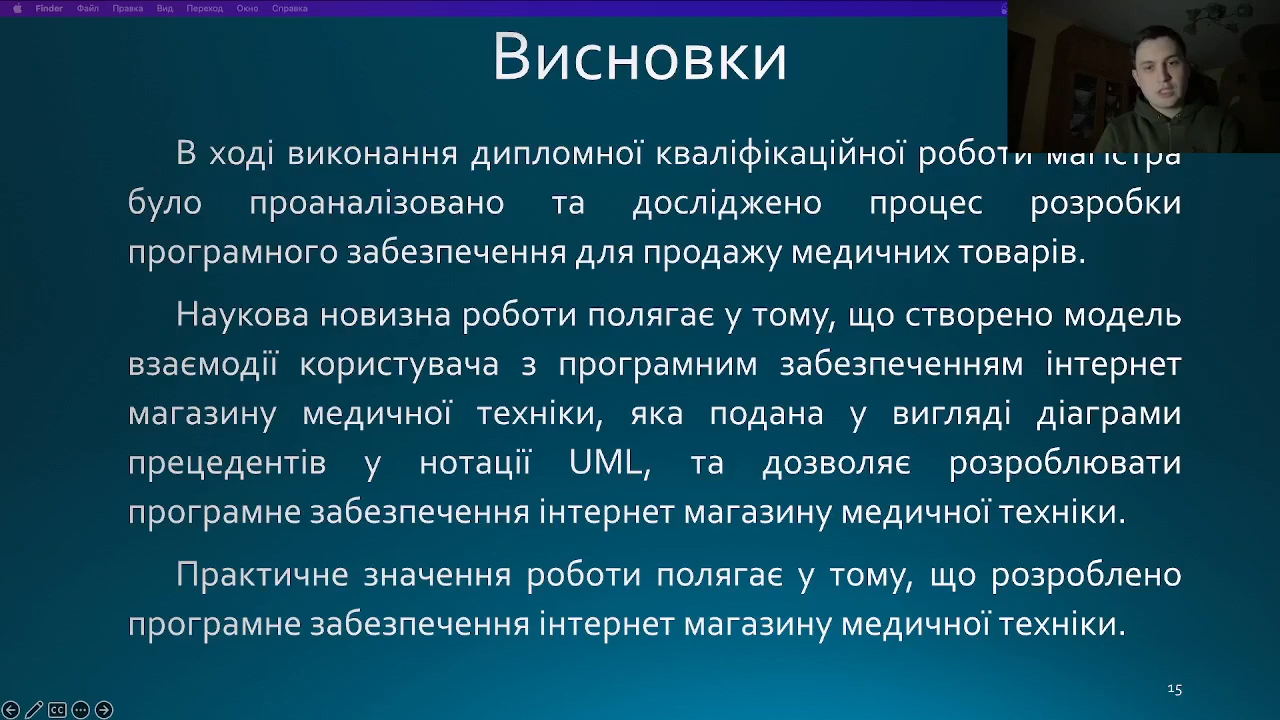 Finder Файл Правка Вид Переход Окно Справка
Висновки
В ході виконання дипломної кваліфікаційної роботи магістра
було проаналізовано та досліджено процес розробки
програмного забезпечення для продажу медичних товарів.
Наукова новизна роботи полягає у тому, що створено модель
взаємодії користувача з програмним забезпеченням інтернет
магазину медичної техніки, яка подана у вигляді діаграми
прецедентів у нотації UML, та дозволяє розроблювати
програмне забезпечення інтернет магазину медичної техніки.
Практичне значення роботи полягає у тому, що розроблено
програмне забезпечення інтернет магазину медичної техніки.
15
CC